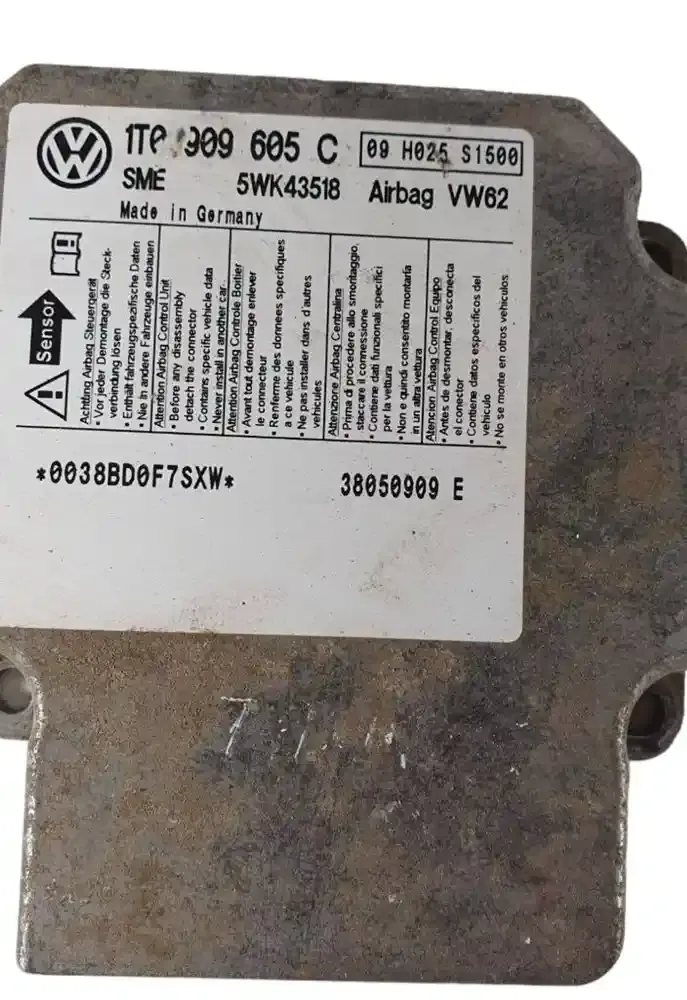 1T0 909 605 C
09 H025 S1500
SME 5WK43518 Airbag VW62
Made in Germany
Sensor
Achtung Airbag Steuergerät
• Vor jeder Demontage die Steck-
verbindung lösen
• Enthält fahrzeugspezifische Daten
• Nie in andere Fahrzeuge einbauen
Attention Airbag Control Unit
• Before any disassembly
detach the connector
• Contains specific vehicle data
• Never install in another car.
Attention Airbag Controle Boitier
• Avant tout demontage enlever
le connecteur
• Renferme des donnees specifiques
a ce vehicule
• Ne pas installer dans d'autres
vehicules
Attenzione Airbag Centralina
• Prima di procedere allo smontaggio,
staccare il connessione
• Contiene dati funzionali specifici
per la vettura
• Non e quindi consentito montarla
in un altra vettura
Atencion Airbag Control Equipo
• Antes de desmontar, desconecta
el conector
• Contiene datos especificos del
vehiculo
• No se monte en otros vehiculos
*0038BD0F7SXW*
38050909 E